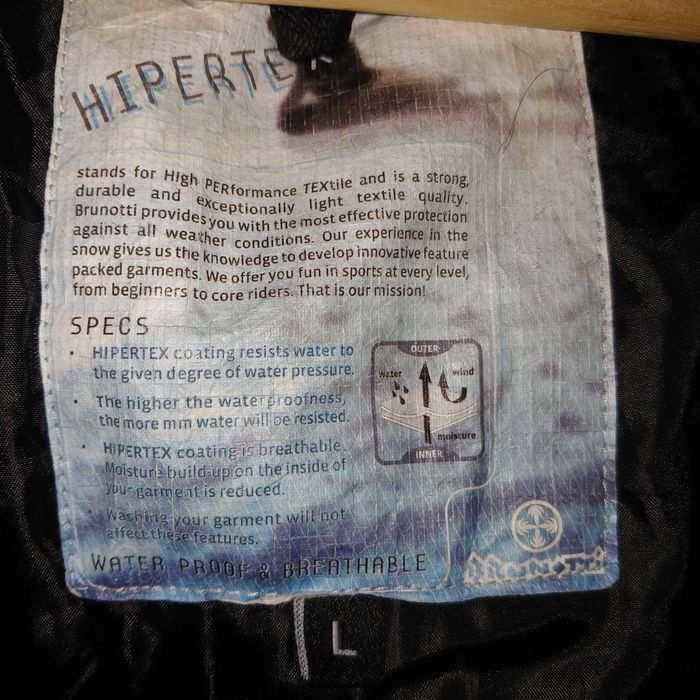 HIPERTEX
stands for HIgh PERformance TEXtile and is a strong,
durable and exceptionally light textile quality.
Brunotti provides you with the most effective protection
against all weather conditions. Our experience in the
snow gives us the knowledge to develop innovative feature
packed garments. We offer you fun in sports at every level,
from beginners to core riders. That is our mission!
SPECS
• HIPERTEX coating resists water to
the given degree of water pressure.
• The higher the waterproofness,
the more mm water will be resisted.
• HIPERTEX coating is breathable.
Moisture build-up on the inside of
your garment is reduced.
• Washing your garment will not
affect these features.
WATER PROOF & BREATHABLE
OUTER
water
wind
moisture
INNER
BRUNOTTI
L